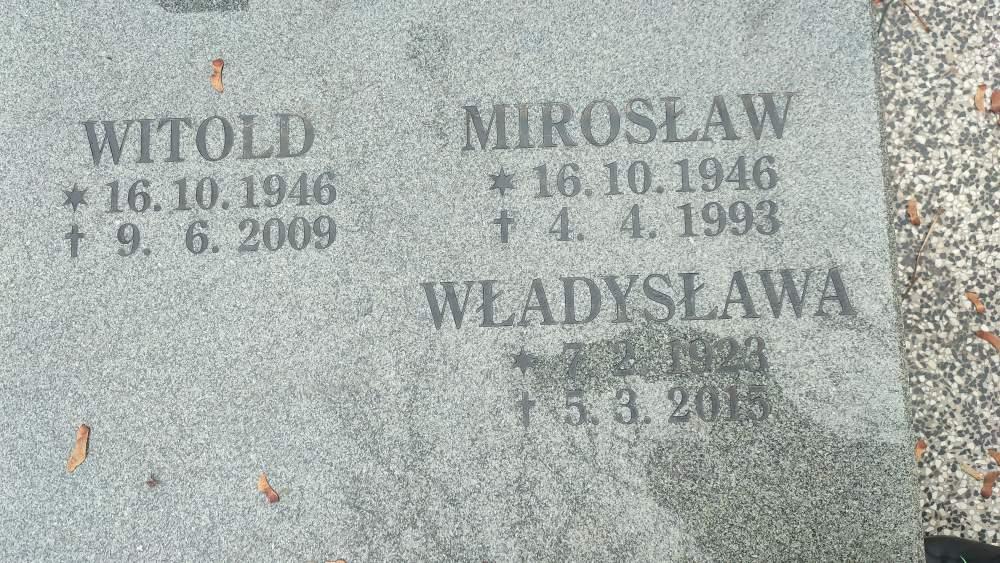 WITOLD
* 16. 10. 1946
† 9. 6. 2009
MIROSŁAW
* 16. 10. 1946
† 4. 4. 1993
WŁADYSŁAWA
* 7. 2. 1923
† 5. 3. 2015